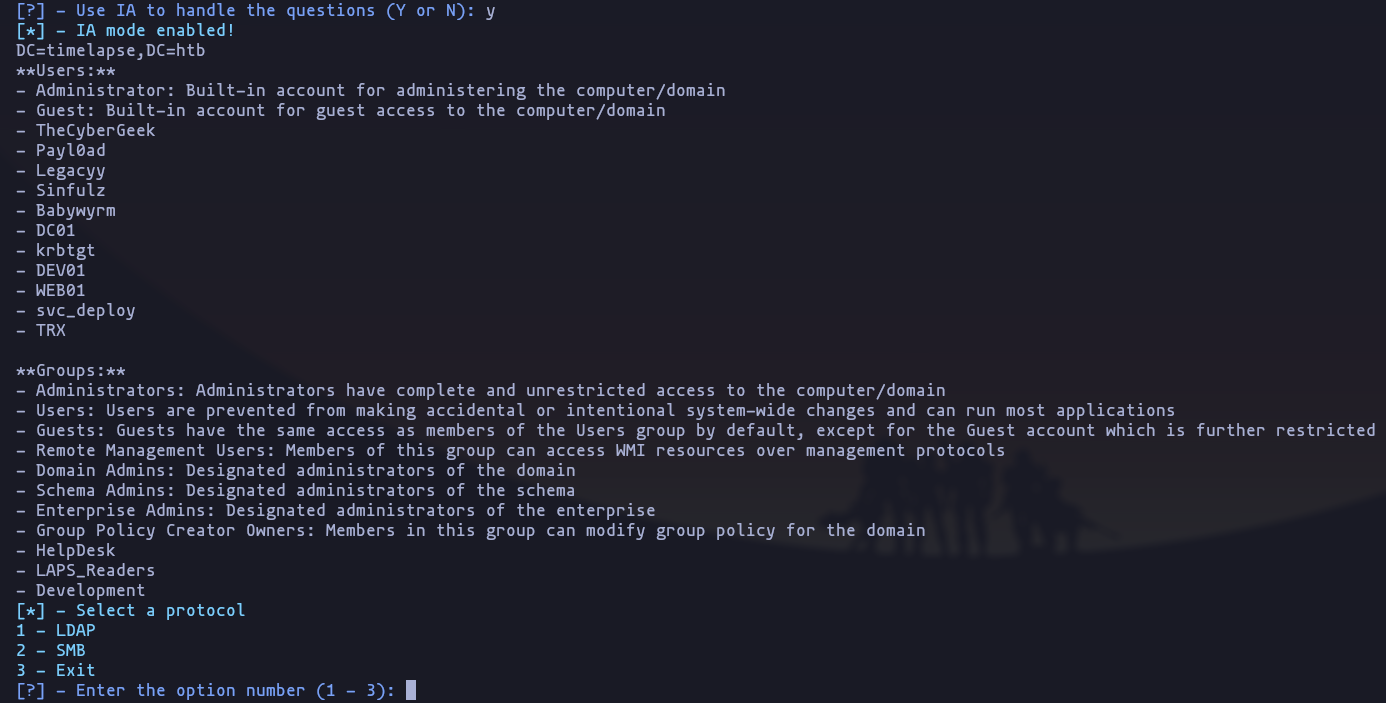 [?] - Use IA to handle the questions (Y or N): y
[*] - IA mode enabled!
DC=timelapse,DC=htb
**Users:**
- Administrator: Built-in account for administering the computer/domain
- Guest: Built-in account for guest access to the computer/domain
- TheCyberGeek
- Payl0ad
- Legacyy
- Sinfulz
- Babywyrm
- DC01
- krbtgt
- DEV01
- WEB01
- svc_deploy
- TRX
**Groups:**
- Administrators: Administrators have complete and unrestricted access to the computer/domain
- Users: Users are prevented from making accidental or intentional system-wide changes and can run most applications
- Guests: Guests have the same access as members of the Users group by default, except for the Guest account which is further restricted
- Remote Management Users: Members of this group can access WMI resources over management protocols
- Domain Admins: Designated administrators of the domain
- Schema Admins: Designated administrators of the schema
- Enterprise Admins: Designated administrators of the enterprise
- Group Policy Creator Owners: Members in this group can modify group policy for the domain
- HelpDesk
- LAPS_Readers
- Development
[*] - Select a protocol
1 - LDAP
2 - SMB
3 - Exit
[?] - Enter the option number (1 - 3):